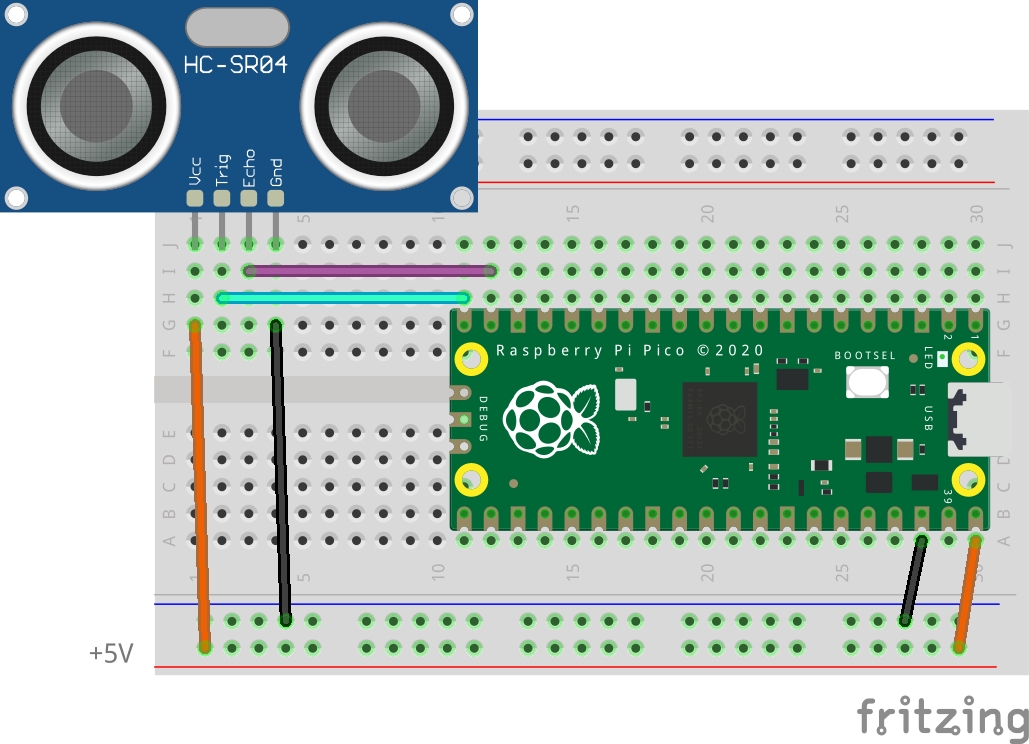 HC-SR04
Vcc
Trig
Echo
Gnd
5
1
15
20
25
30
J
J
I
I
H
H
G
G
F
F
2
1
Raspberry Pi Pico ©2020
BOOTSEL
LED
DEBUG
USB
E
D
D
C
C
B
B
39
A
A
1
5
10
15
20
25
30
+5V
fritzing